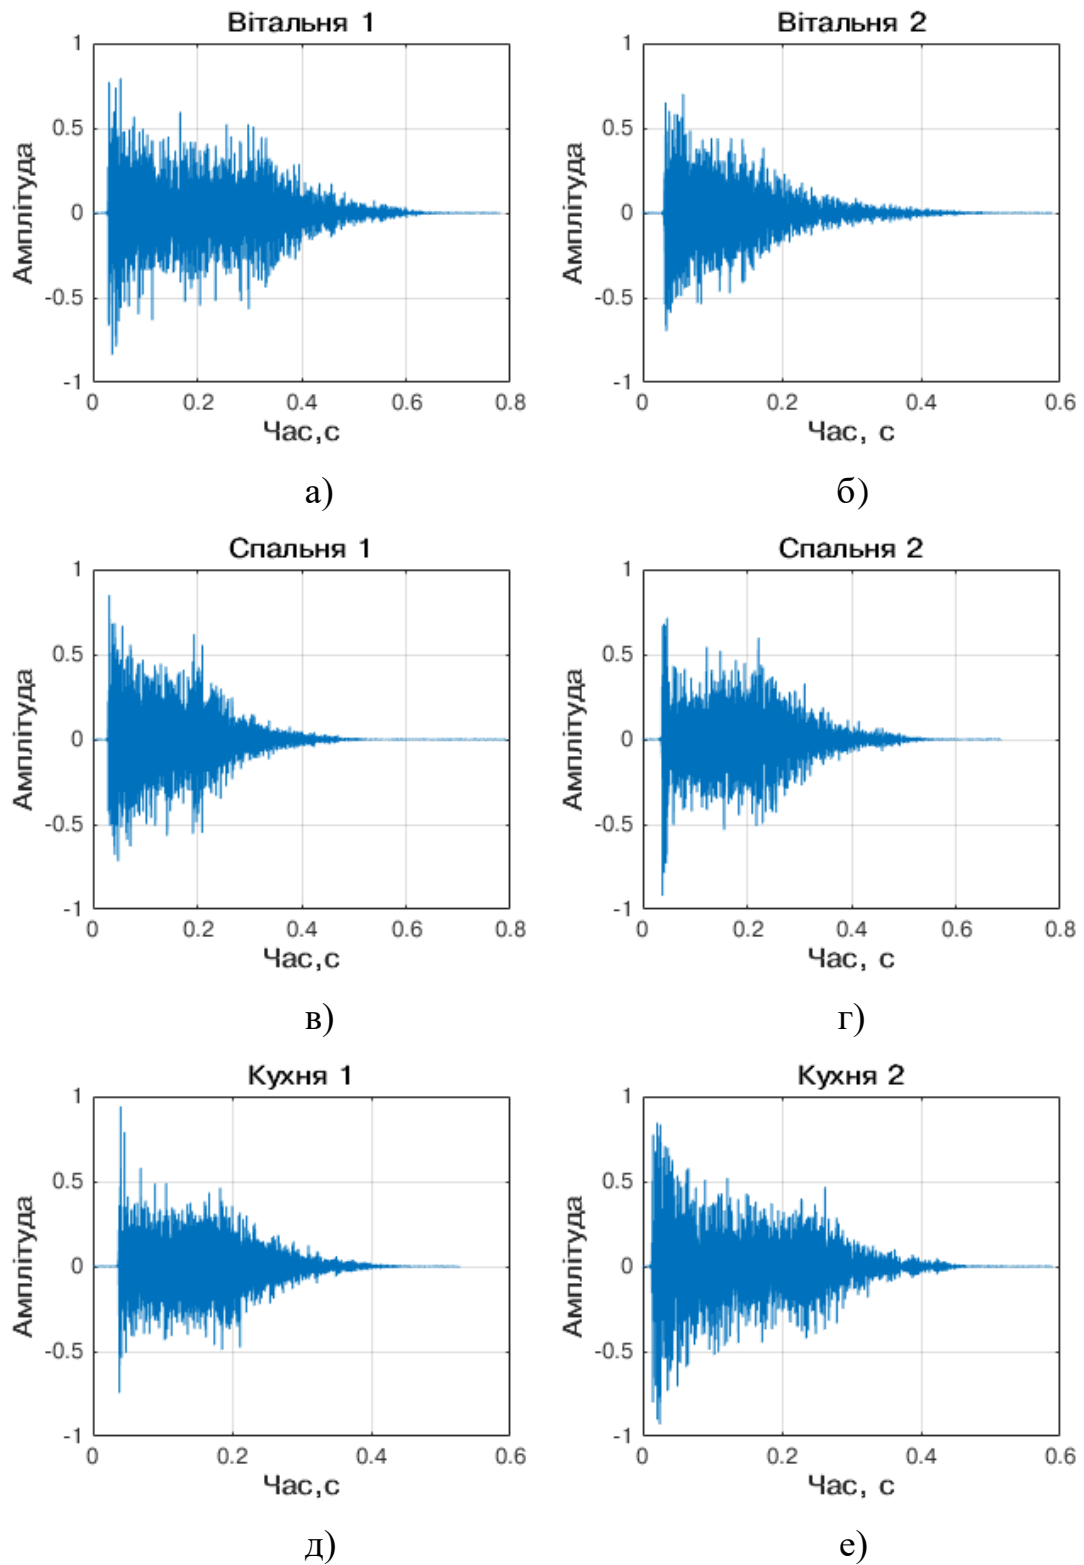 Вітальня 1
Вітальня 2
1
0.5
0
-0.5
-1
Амплітуда
0 0.2 0.4 0.6 0.8
Час,с
1
0.5
0
-0.5
-1
Амплітуда
0 0.2 0.4 0.6
Час, с
а)
б)
Спальня 1
Спальня 2
1
0.5
0
-0.5
-1
Амплітуда
0 0.2 0.4 0.6 0.8
Час,с
1
0.5
0
-0.5
-1
Амплітуда
0 0.2 0.4 0.6 0.8
Час, с
в)
г)
Кухня 1
Кухня 2
1
0.5
0
-0.5
-1
Амплітуда
0 0.2 0.4 0.6
Час,с
1
0.5
0
-0.5
-1
Амплітуда
0 0.2 0.4 0.6
Час, с
д)
е)